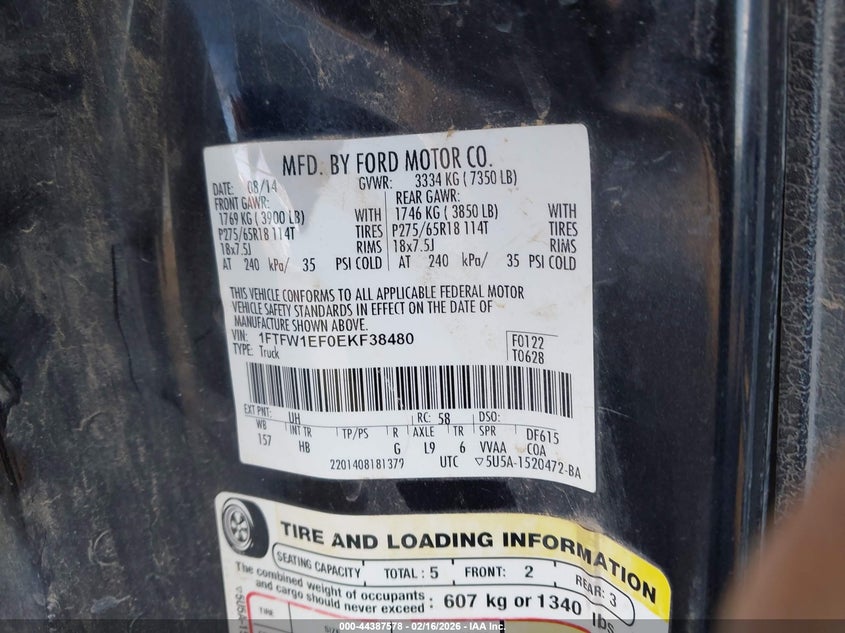 MFD. BY FORD MOTOR CO.
DATE: 08/14 GVWR: 3334 KG ( 7350 LB)
FRONT GAWR: REAR GAWR:
1769 KG ( 3900 LB) WITH 1746 KG ( 3850 LB) WITH
P275/65R18 114T TIRES P275/65R18 114T TIRES
18x7.5J RIMS 18x7.5J RIMS
AT 240 kPa/ 35 PSI COLD AT 240 kPa/ 35 PSI COLD
THIS VEHICLE CONFORMS TO ALL APPLICABLE FEDERAL MOTOR
VEHICLE SAFETY STANDARDS IN EFFECT ON THE DATE OF
MANUFACTURE SHOWN ABOVE.
VIN: 1FTFW1EF0EKF38480 F0122
TYPE: Truck T0628
EXT PNT: UH RC: 58 DSO:
WB INT TR TP/PS R AXLE TR SPR DF615
157 HB G L9 6 VVAA COA
2201408181379 UTC ▽5U5A-1520472-BA
TIRE AND LOADING INFORMATION
SEATING CAPACITY TOTAL : 5 FRONT: 2 REAR: 3
The combined weight of occupants
and cargo should never exceed : 607 kg or 1340 lbs
TIRE
000-44387578 - 02/16/2026 - IAA Inc.